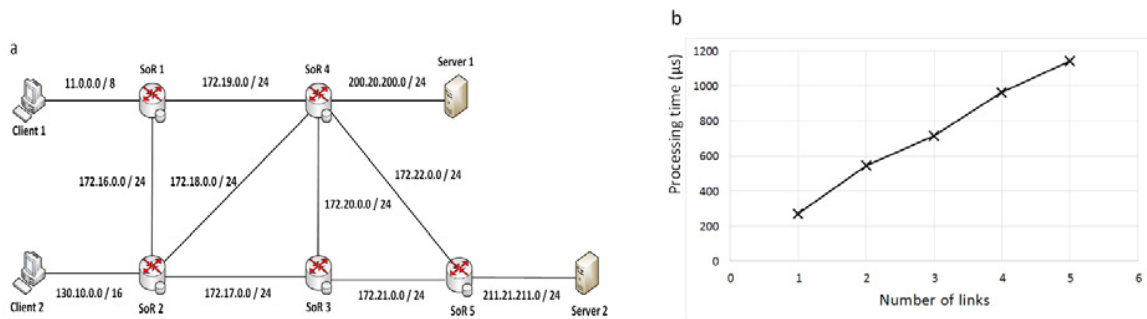 a
SoR 1
SoR 4
Server 1
11.0.0.0 / 8
172.19.0.0 / 24
200.20.200.0 / 24
Client 1
172.16.0.0 / 24
172.18.0.0 / 24
172.22.0.0 / 24
172.20.0.0 / 24
130.10.0.0 / 16
172.17.0.0 / 24
172.21.0.0 / 24
211.21.211.0 / 24
Client 2
SoR 2
SoR 3
SoR 5
Server 2
b
Processing time (µs)
1200
1000
800
600
400
200
0
0 1 2 3 4 5 6
Number of links